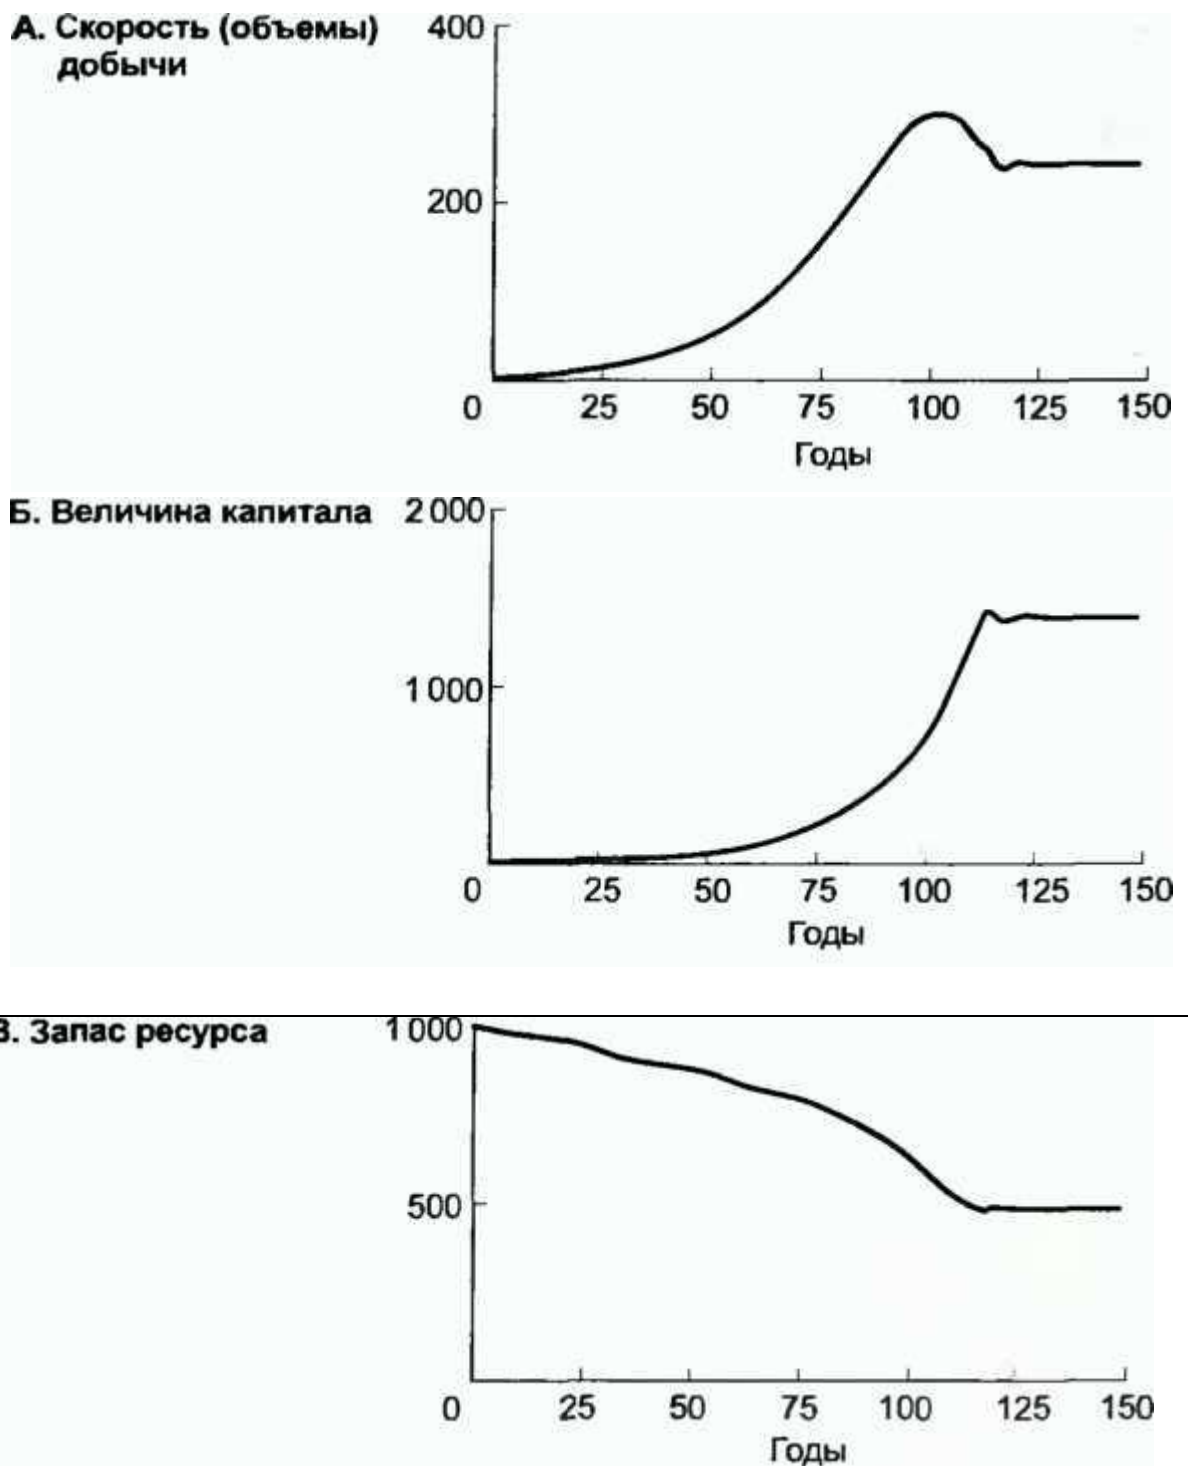 А. Скорость (объемы)
добычи
400
200
0 25 50 75 100 125 150
Годы
Б. Величина капитала
2 000
1 000
0 25 50 75 100 125 150
Годы
В. Запас ресурса
1 000
500
0 25 50 75 100 125 150
Годы